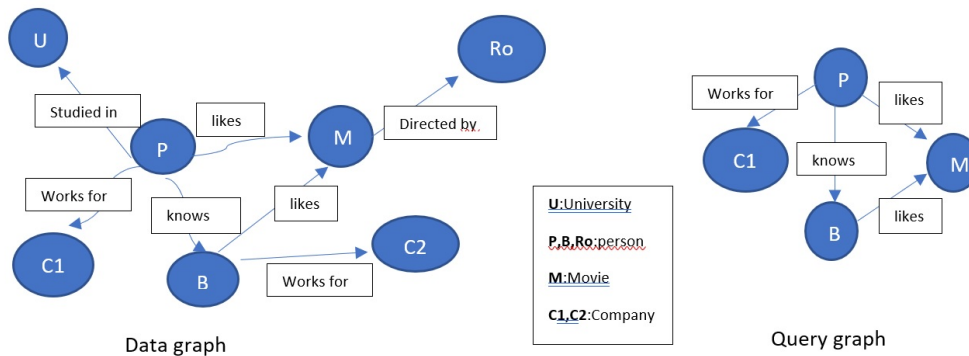 U
Ro
Studied in
likes
P
M
Directed by
Works for
knows
likes
C1
B
C2
Works for
Data graph
U:University
P,B,Ro:person
M:Movie
C1,C2:Company
P
Works for
likes
C1
knows
M
B
likes
Query graph